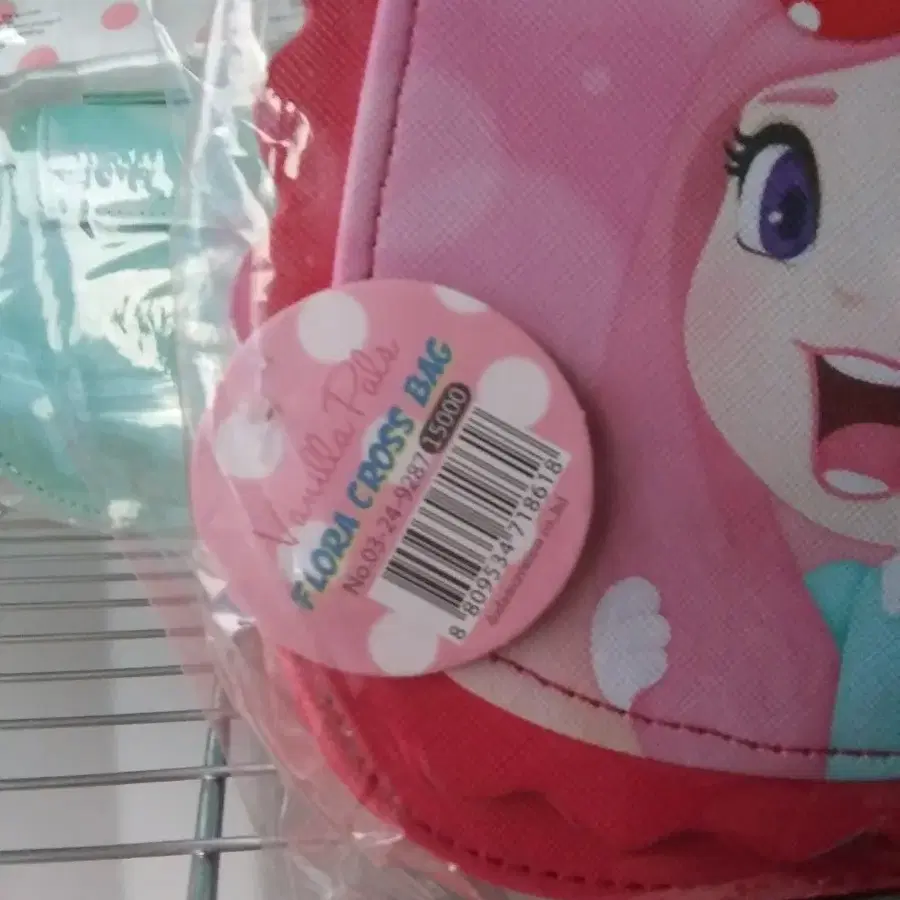 Vanilla Pals
FLORA CROSS BAG
No.03-24-9287 15000
8 809534 718618